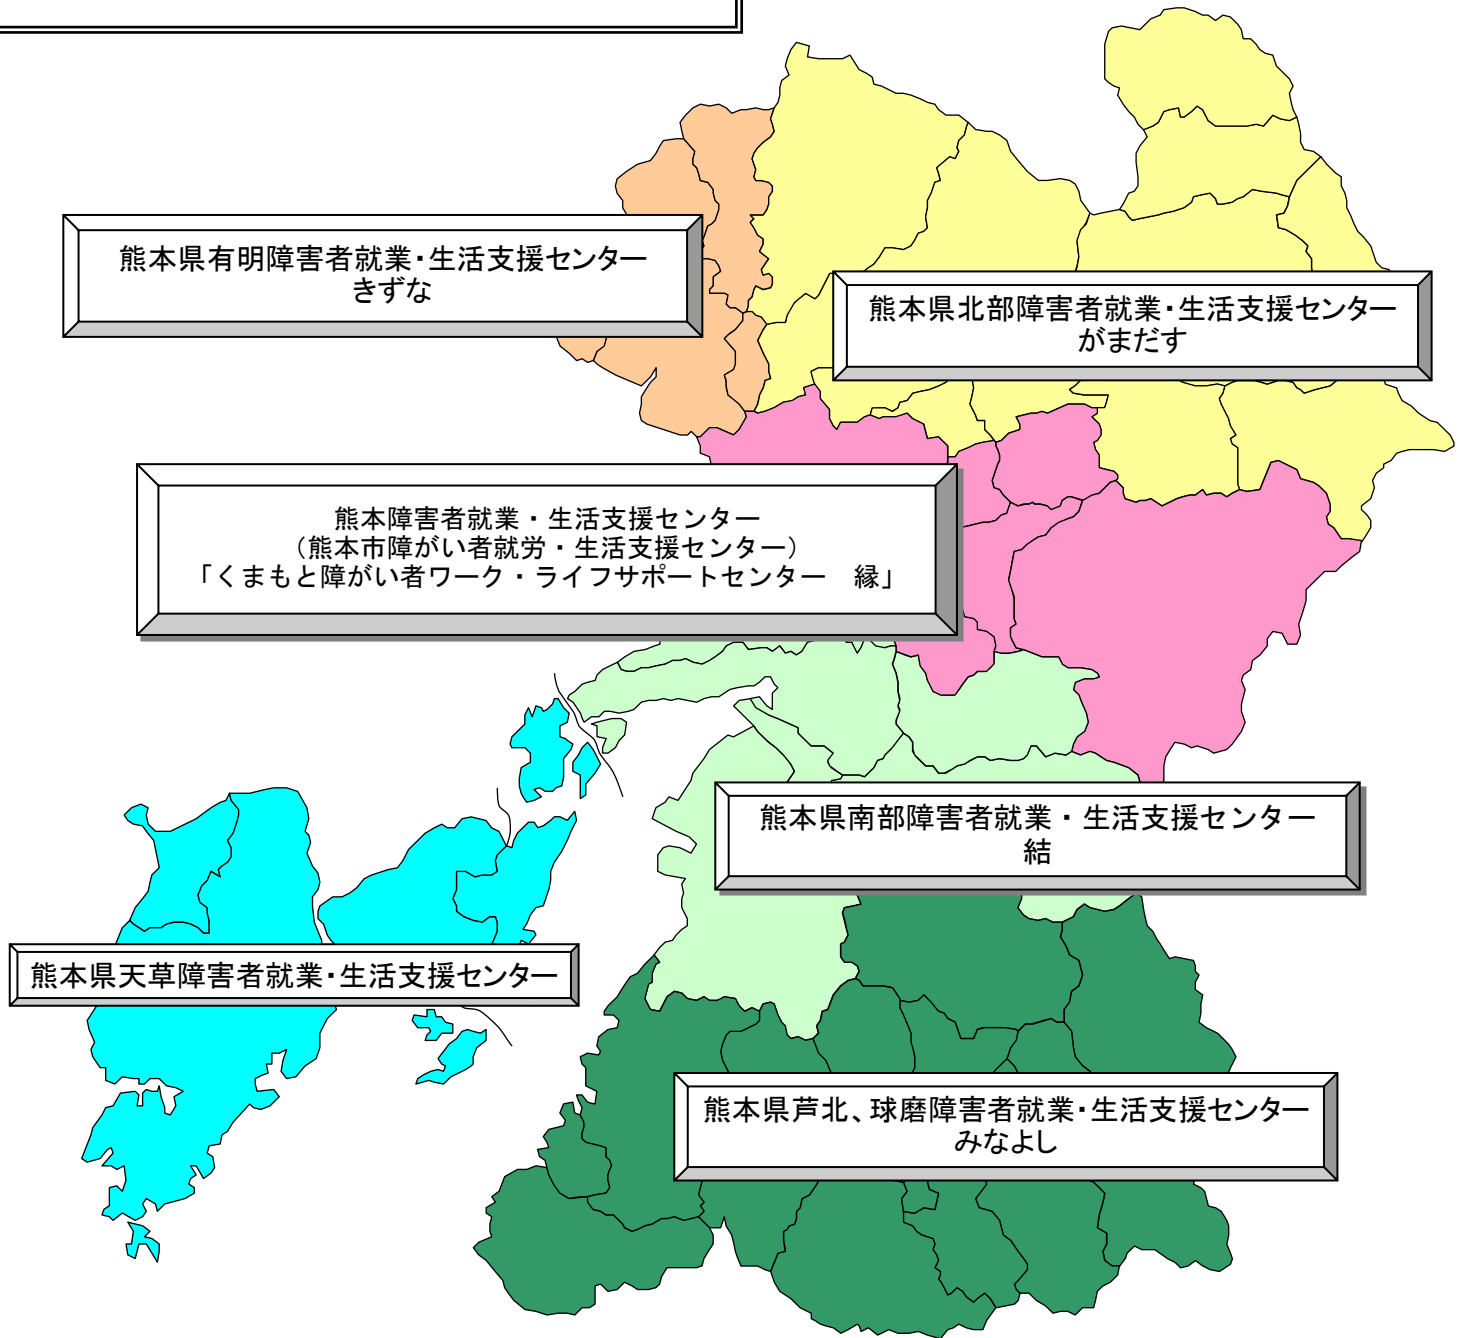 熊本県有明障害者就業・生活支援センター
きずな
熊本県北部障害者就業・生活支援センター
がまだす
熊本障害者就業・生活支援センター
（熊本市障がい者就労・生活支援センター）
「くまもと障がい者ワーク・ライフサポートセンター　縁」
熊本県南部障害者就業・生活支援センター
結
熊本県天草障害者就業・生活支援センター
熊本県芦北、球磨障害者就業・生活支援センター
みなよし